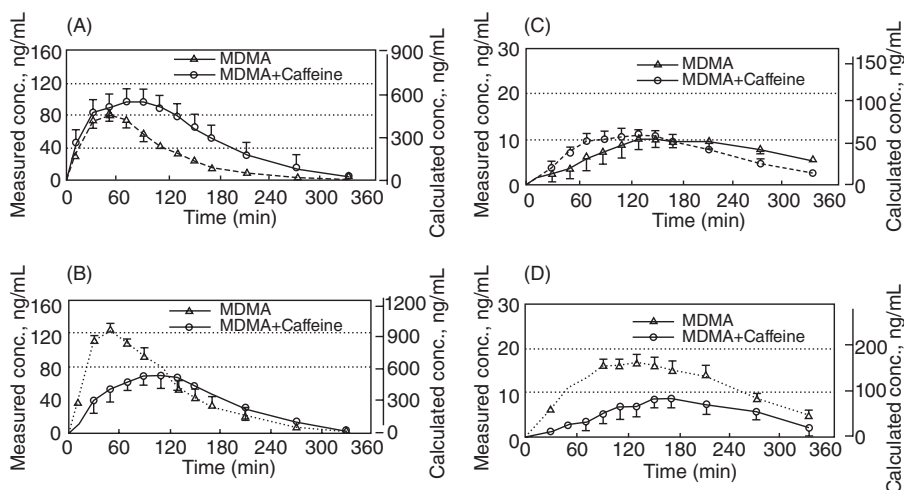 (A)
Measured conc., ng/mL
160
120
80
40
0
MDMA
MDMA+Caffeine
900
600
300
0
Calculated conc., ng/mL
0 60 120 180 240 300 360
Time (min)
(C)
Measured conc., ng/mL
30
20
10
0
MDMA
MDMA+Caffeine
150
100
50
0
Calculated conc., ng/mL
0 60 120 180 240 300 360
Time (min)
(B)
Measured conc., ng/mL
160
120
80
40
0
MDMA
MDMA+Caffeine
1200
900
600
300
0
Calculated conc., ng/mL
0 60 120 180 240 300 360
Time (min)
(D)
Measured conc., ng/mL
30
20
10
0
MDMA
MDMA+Caffeine
200
100
0
Calculated conc., ng/mL
0 60 120 180 240 300 360
Time (min)